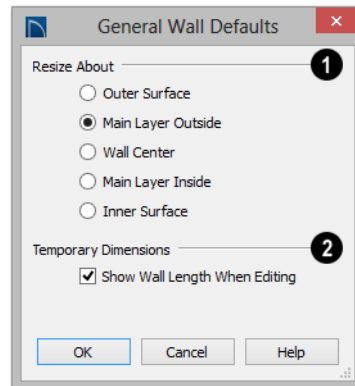 General Wall Defaults
Resize About
1
Outer Surface
Main Layer Outside
Wall Center
Main Layer Inside
Inner Surface
Temporary Dimensions
2
Show Wall Length When Editing
OK Cancel Help